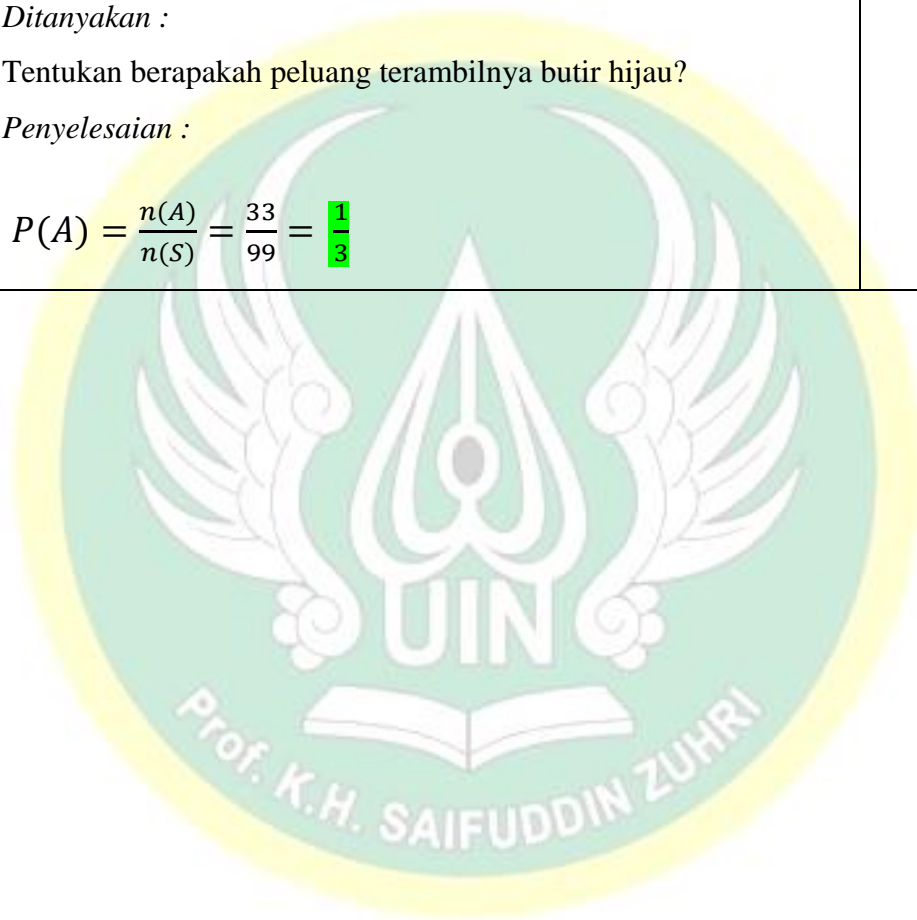 Ditanyakan :
Tentukan berapakah peluang terambilnya butir hijau?
Penyelesaian :
P(A) = n(A)/n(S) = 33/99 = 1/3
UIN
Prof. K.H. SAIFUDDIN ZUHRI